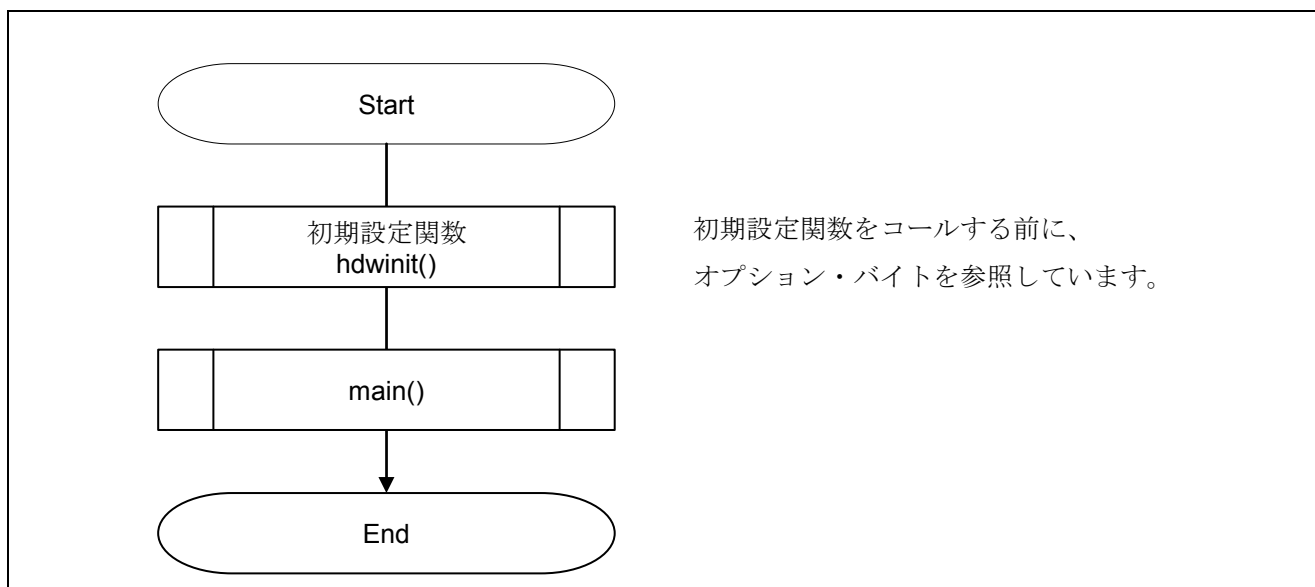 Start
初期設定関数
hdwinit()
初期設定関数をコールする前に、
オプション・バイトを参照しています。
main()
End